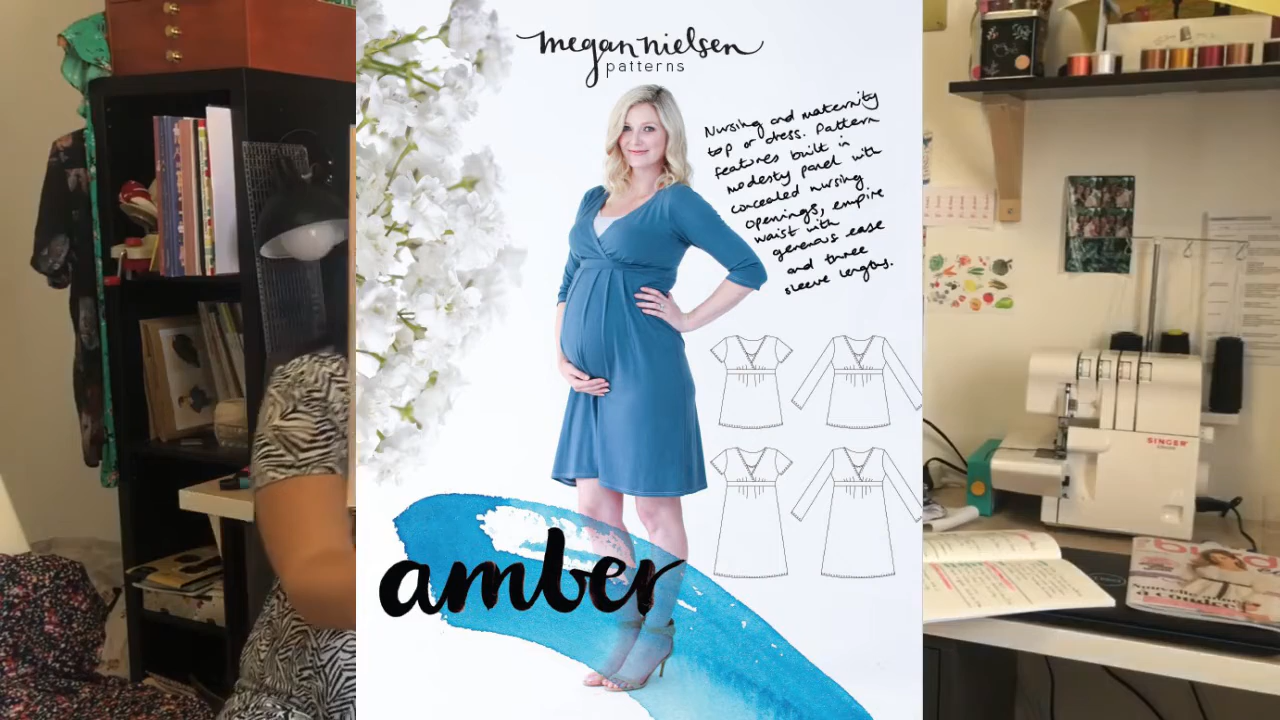 megan nielsen
patterns
Nursing and maternity
top or dress. Pattern
features built in
modesty panel with
concealed nursing
openings, empire
waist with
generous ease
and three
sleeve lengths.
amber
SINGER